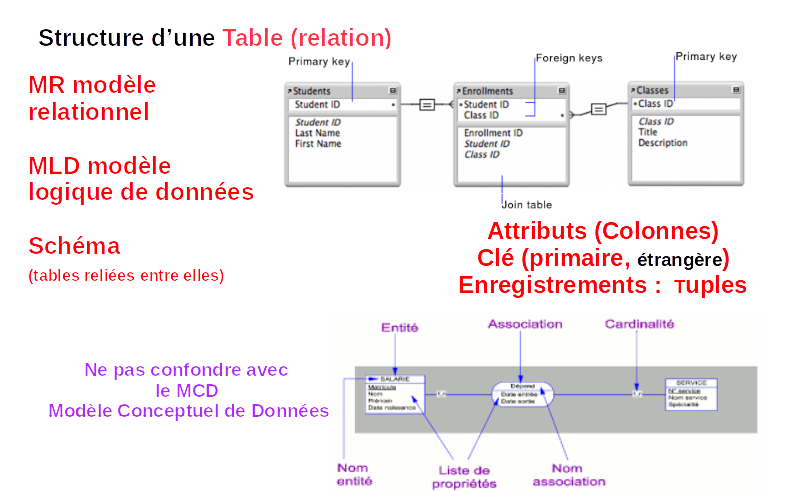 Structure d’une Table (relation)
MR modèle
relationnel
MLD modèle
logique de données
Schéma
(tables reliées entre elles)
Primary key
Foreign keys
Primary key
Students
Student ID
Student ID
Last Name
First Name
Enrollments
Student ID
Class ID
Enrollment ID
Student ID
Class ID
Classes
Class ID
Class ID
Title
Description
Join table
Attributs (Colonnes)
Clé (primaire, étrangère)
Enregistrements : Tuples
Ne pas confondre avec
le MCD
Modèle Conceptuel de Données
Entité
Association
Cardinalité
SALARIE
Matricule
Nom
Prénom
Date naissance
Dépend
Date entrée
Date sortie
SERVICE
N° service
Nom service
Spécialité
Nom
entité
Liste de
propriétés
Nom
association